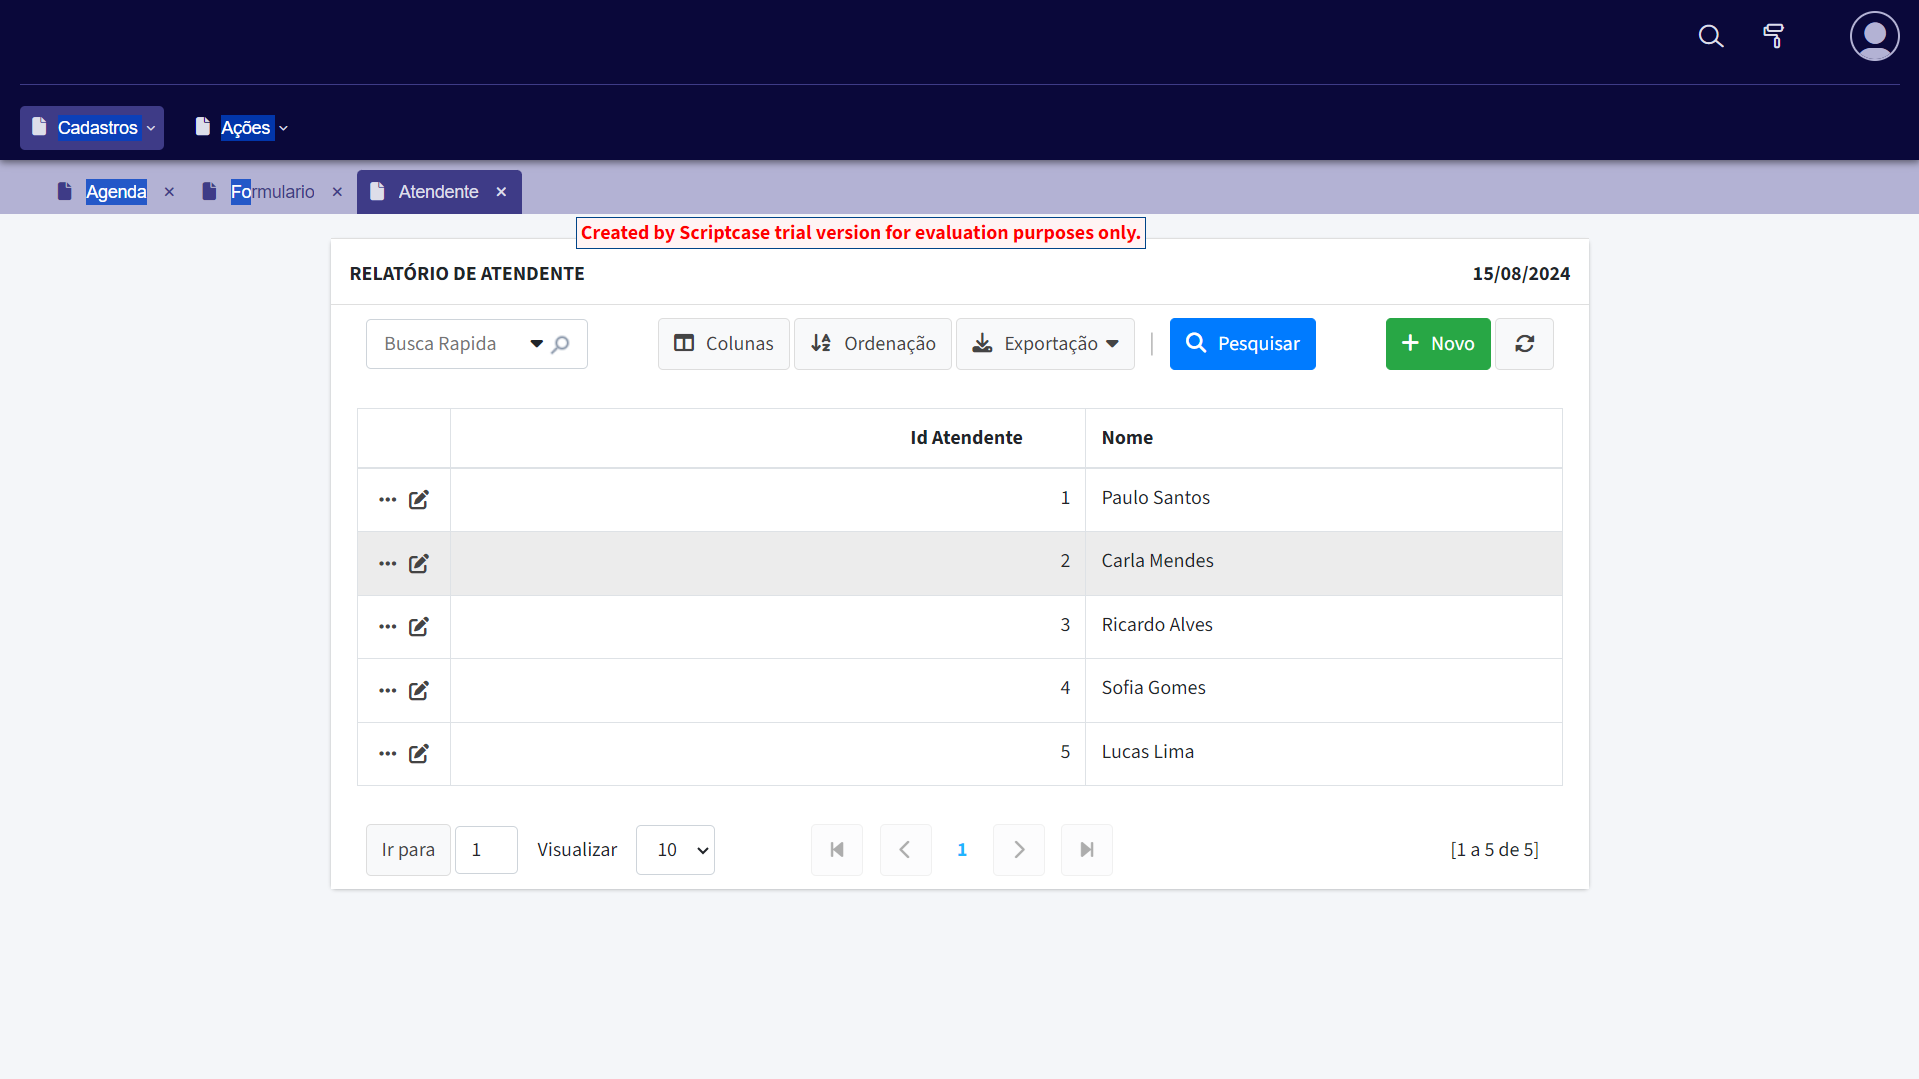 Cadastros Ações
Agenda Formulario Atendente
Created by Scriptcase trial version for evaluation purposes only.
RELATÓRIO DE ATENDENTE 15/08/2024
Busca Rapida Colunas Ordenação Exportação Pesquisar Novo
Id Atendente Nome
1 Paulo Santos
2 Carla Mendes
3 Ricardo Alves
4 Sofia Gomes
5 Lucas Lima
Ir para 1 Visualizar 10 1 [1 a 5 de 5]